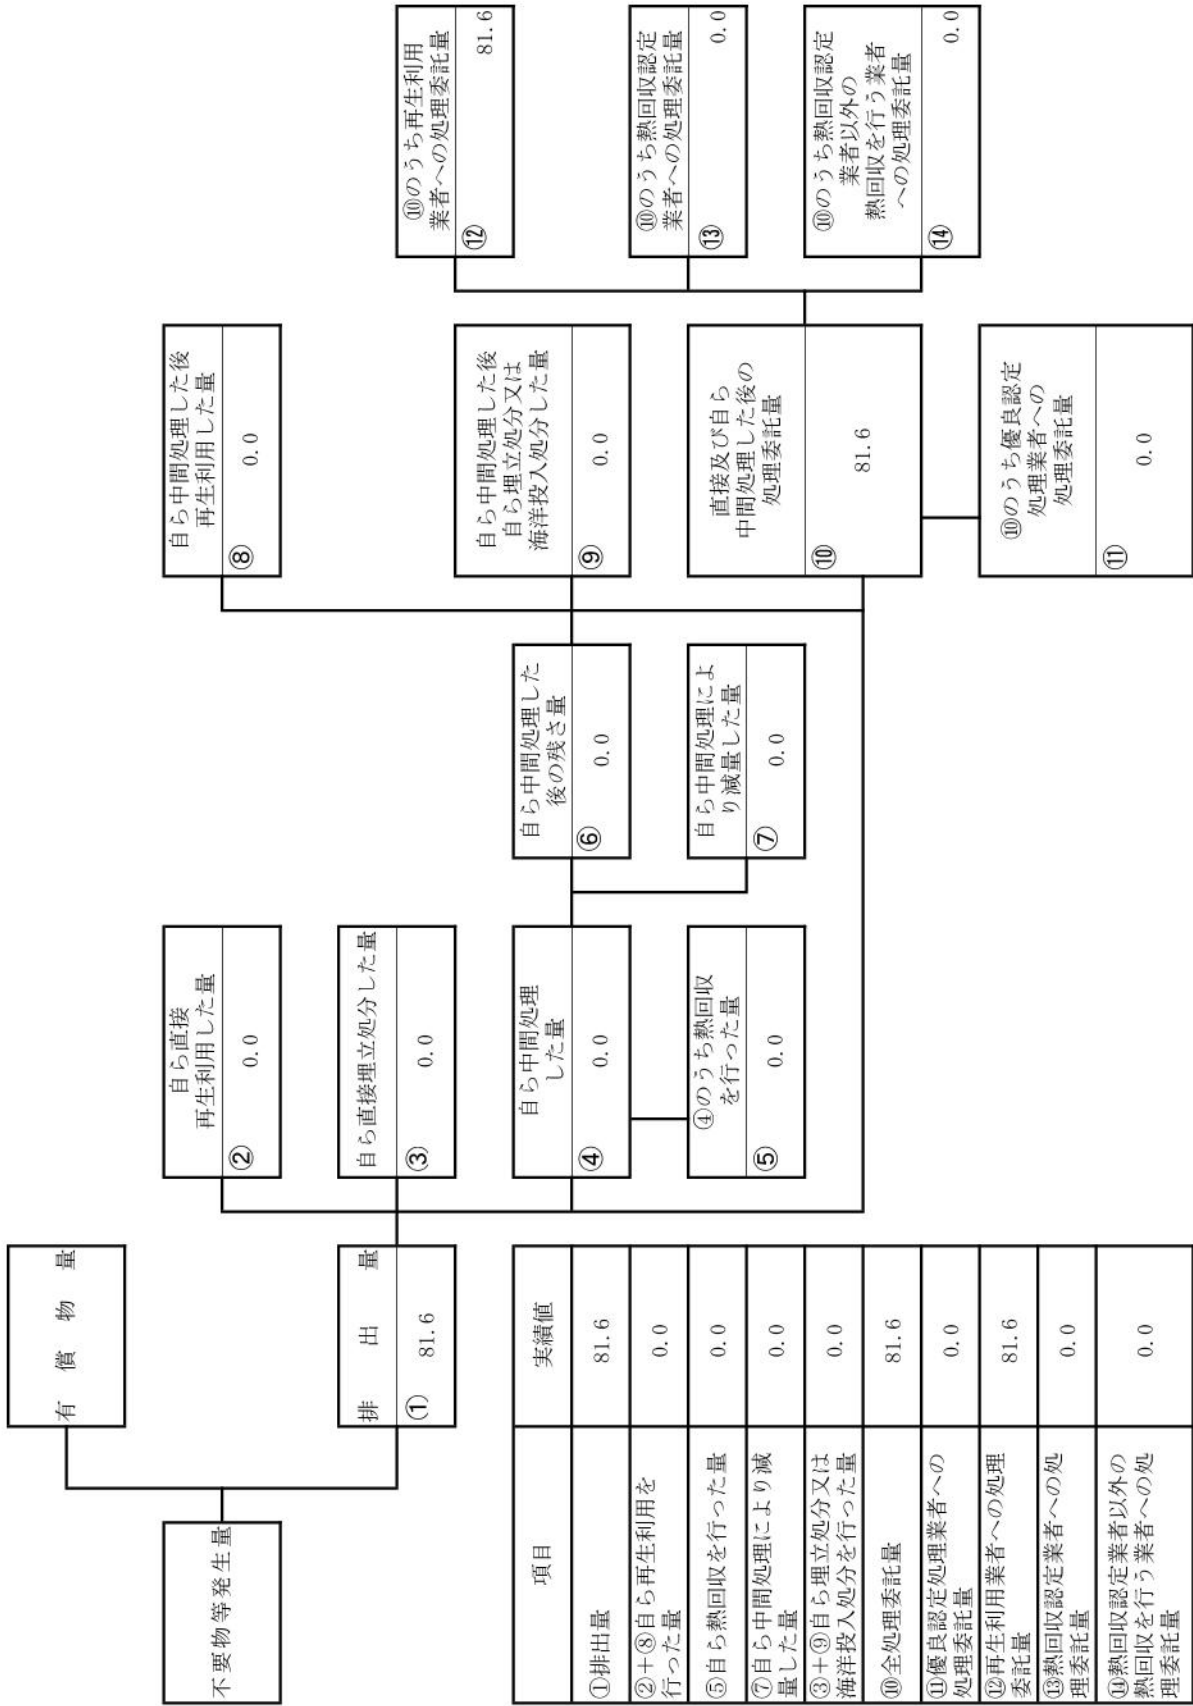 不要物等発生量
有償物量
排出量
① 81.6
自ら直接
再生利用した量
② 0.0
自ら直接埋立処分した量
③ 0.0
自ら中間処理
した量
④ 0.0
④のうち熱回収
を行った量
⑤ 0.0
自ら中間処理した
後の残さ量
⑥ 0.0
自ら中間処理によ
り減量した量
⑦ 0.0
自ら中間処理した後
再生利用した量
⑧ 0.0
自ら中間処理した後
自ら埋立処分又は
海洋投入処分した量
⑨ 0.0
直接及び自ら
中間処理した後の
処理委託量
⑩ 81.6
⑩のうち優良認定
処理業者への
処理委託量
⑪ 0.0
⑩のうち再生利用
業者への処理委託量
⑫ 81.6
⑩のうち熱回収認定
業者への処理委託量
⑬ 0.0
⑩のうち熱回収認定
業者以外の
熱回収を行う業者
への処理委託量
⑭ 0.0
項目 実績値
①排出量 81.6
②+⑧自ら再生利用を
行った量 0.0
⑤自ら熱回収を行った量 0.0
⑦自ら中間処理により減
量した量 0.0
③+⑨自ら埋立処分又は
海洋投入処分を行った量 0.0
⑩全処理委託量 81.6
⑪優良認定処理業者への
処理委託量 0.0
⑫再生利用業者への処理
委託量 81.6
⑬熱回収認定業者への処
理委託量 0.0
⑭熱回収認定業者以外の
熱回収を行う業者への処
理委託量 0.0